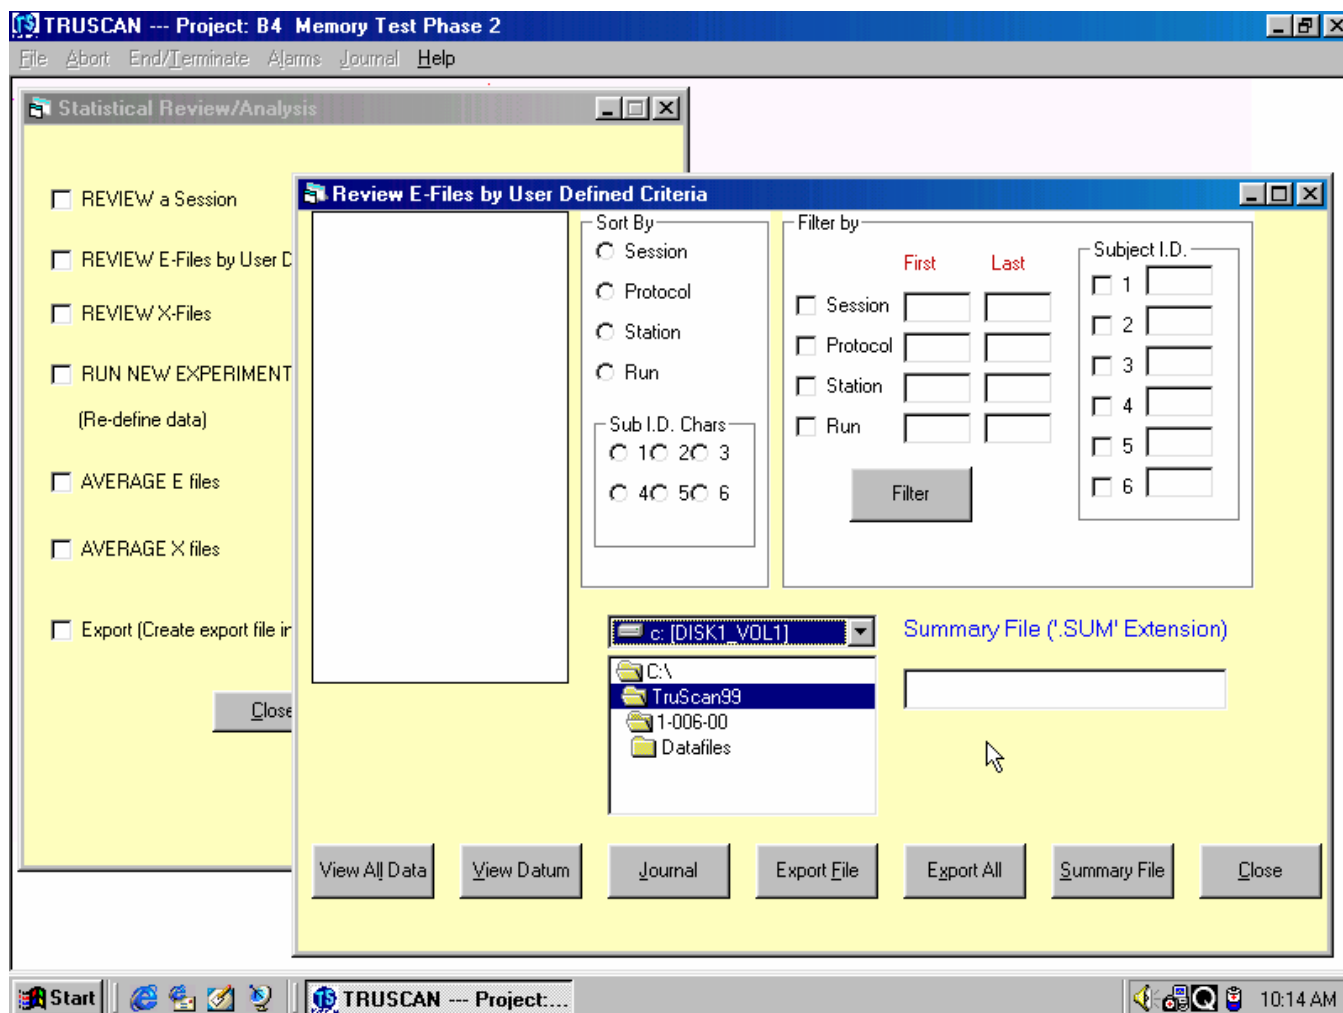 TRUSCAN --- Project: B4 Memory Test Phase 2
File Abort End/Terminate Alarms Journal Help
Statistical Review/Analysis
REVIEW a Session
REVIEW E-Files by User D
REVIEW X-Files
RUN NEW EXPERIMENT
(Re-define data)
AVERAGE E files
AVERAGE X files
Export (Create export file in
Close
Review E-Files by User Defined Criteria
Sort By
Session
Protocol
Station
Run
Sub I.D. Chars
1 2 3
4 5 6
Filter by
First Last
Session
Protocol
Station
Run
Filter
Subject I.D.
1
2
3
4
5
6
c: [DISK1_VOL1]
C:\
TruScan99
1-006-00
Datafiles
Summary File ('.SUM' Extension)
View All Data
View Datum
Journal
Export File
Export All
Summary File
Close
Start
TRUSCAN --- Project:...
10:14 AM